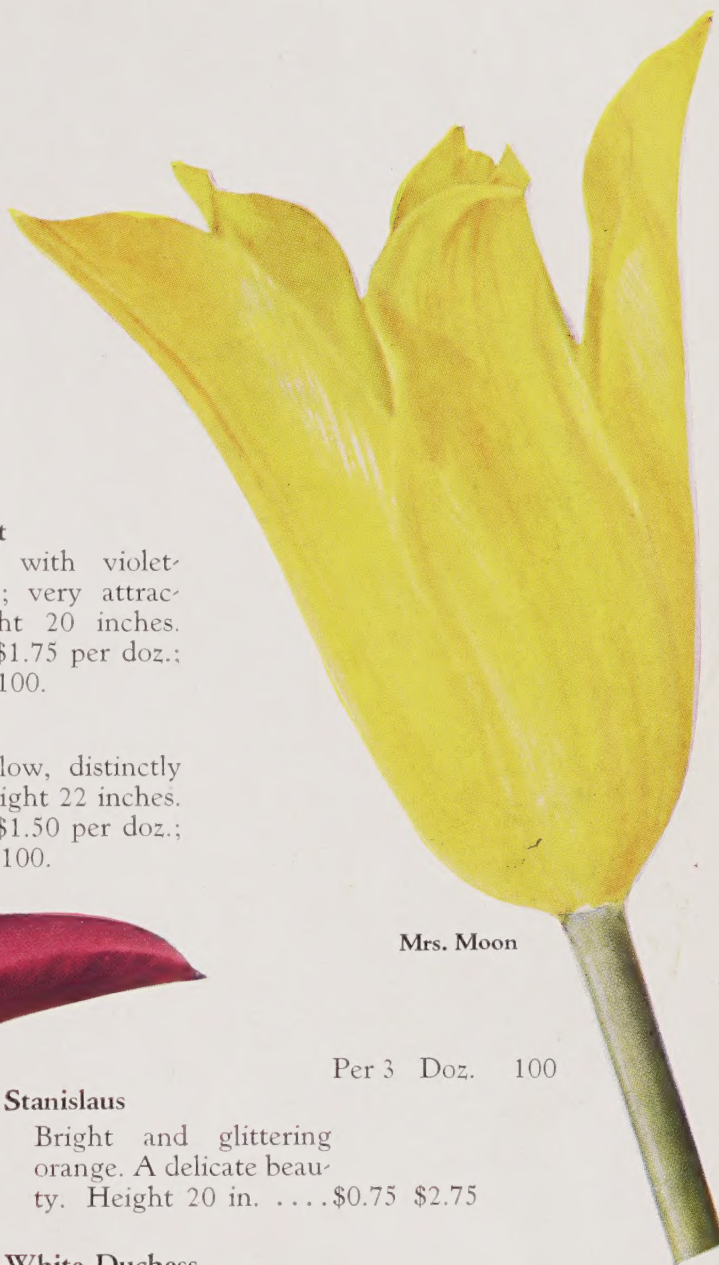 t
with violet-
; very attrac-
ht 20 inches.
$1.75 per doz.;
100.
low, distinctly
ight 22 inches.
$1.50 per doz.;
100.
Mrs. Moon
Per 3 Doz. 100
Stanislaus
Bright and glittering
orange. A delicate beau-
ty. Height 20 in. ....$0.75 $2.75
White Duchess